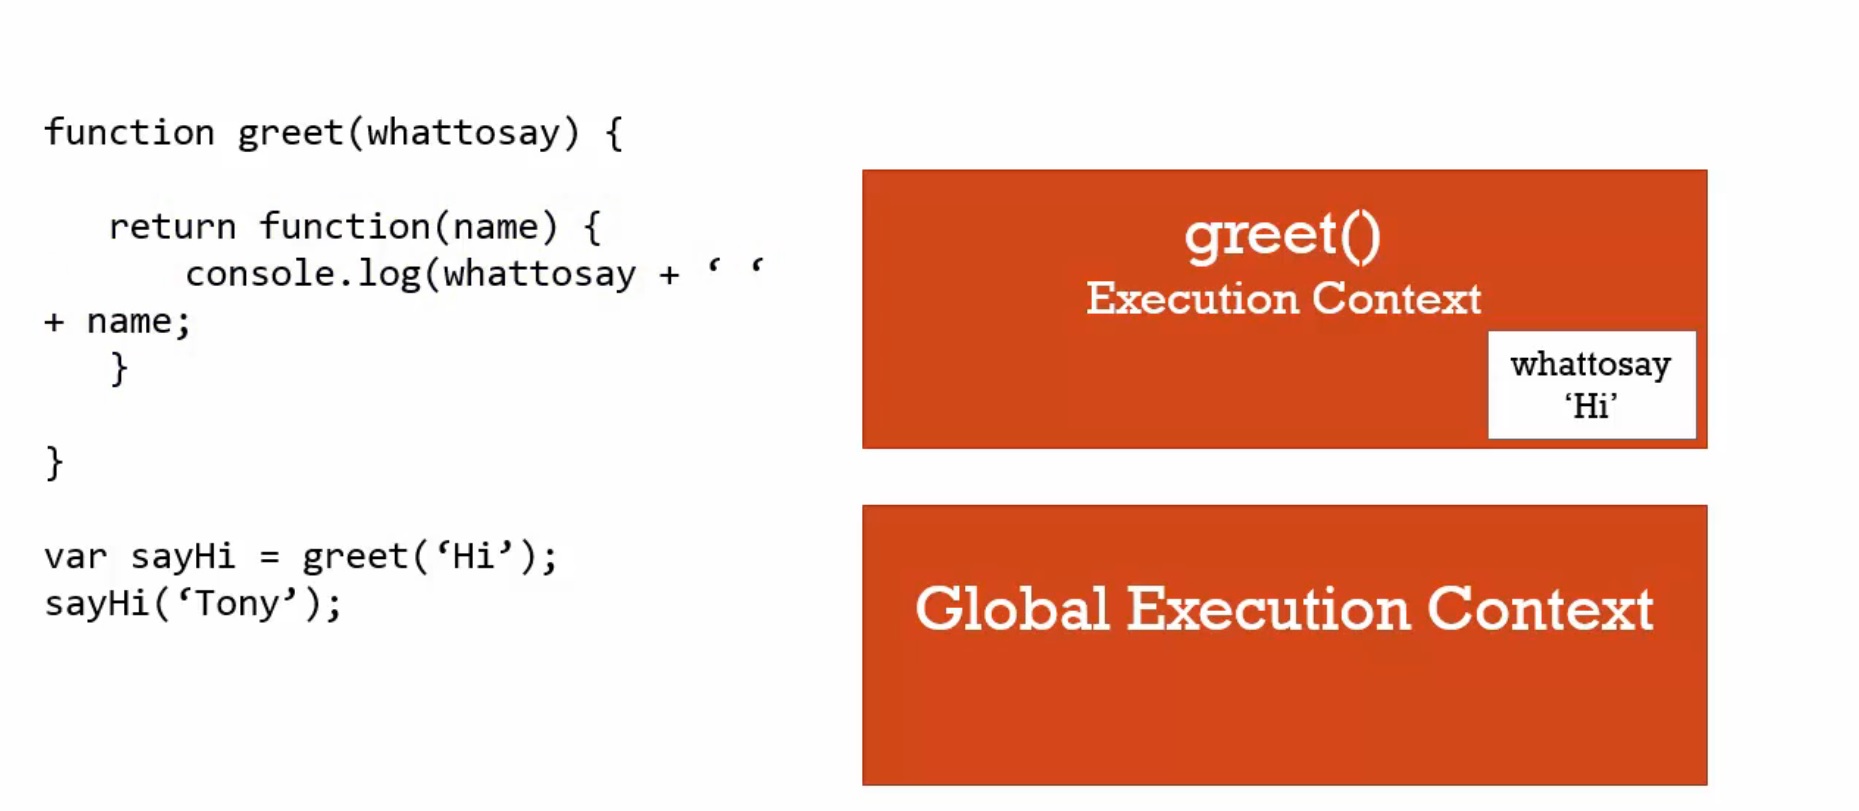 function greet(whattosay) {
return function(name) {
console.log(whattosay + ‘ ‘
+ name;
}
}
var sayHi = greet(‘Hi’);
sayHi(‘Tony’);
greet()
Execution Context
whattosay
‘Hi’
Global Execution Context